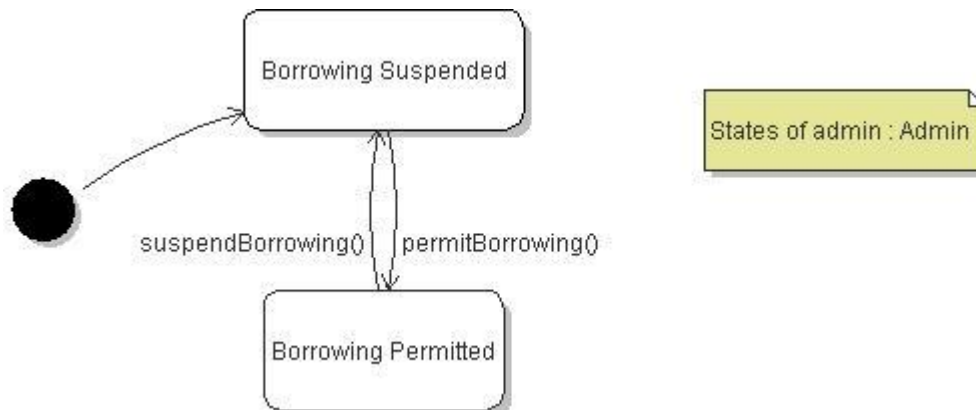 Borrowing Suspended
States of admin : Admin
suspendBorrowing()
permitBorrowing()
Borrowing Permitted